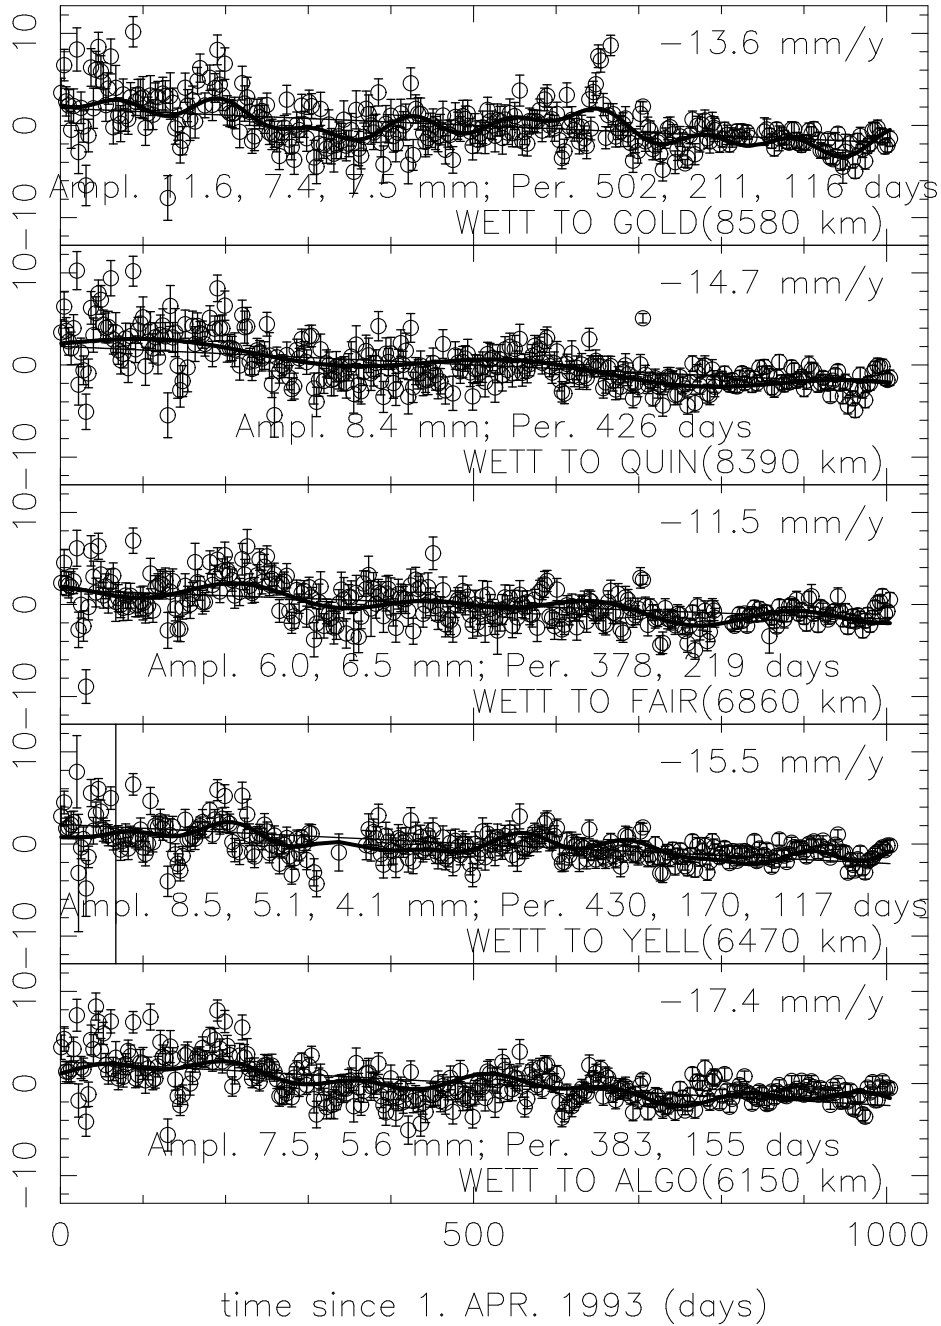 10
0
-10
-13.6 mm/y
Ampl. 11.6, 7.4, 7.5 mm; Per. 502, 211, 116 days
WETT TO GOLD(8580 km)
10
0
-10
-14.7 mm/y
Ampl. 8.4 mm; Per. 426 days
WETT TO QUIN(8390 km)
10
0
-10
-11.5 mm/y
Ampl. 6.0, 6.5 mm; Per. 378, 219 days
WETT TO FAIR(6860 km)
10
0
-10
-15.5 mm/y
Ampl. 8.5, 5.1, 4.1 mm; Per. 430, 170, 117 days
WETT TO YELL(6470 km)
10
0
-10
-17.4 mm/y
Ampl. 7.5, 5.6 mm; Per. 383, 155 days
WETT TO ALGO(6150 km)
0 500 1000
time since 1. APR. 1993 (days)